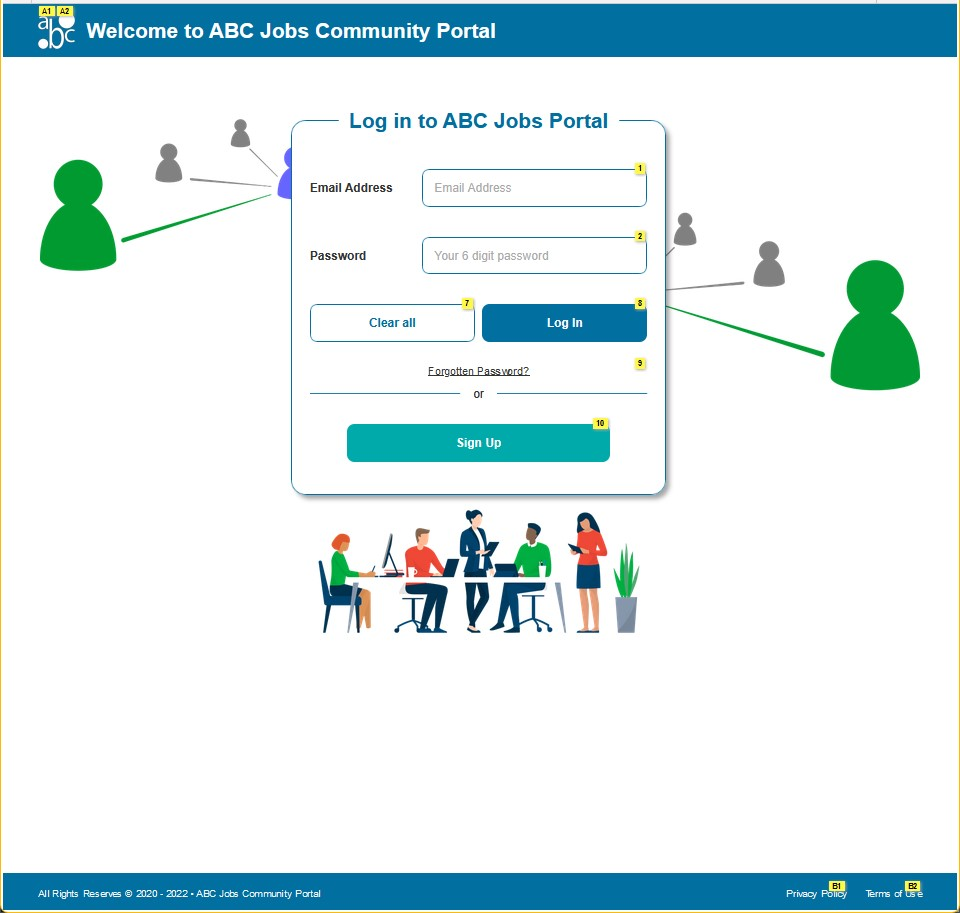 A1 A2
abc Welcome to ABC Jobs Community Portal
Log in to ABC Jobs Portal
1
Email Address Email Address
2
Password Your 6 digit password
7 8
Clear all Log In
9
Forgotten Password?
or
10
Sign Up
B1 B2
All Rights Reserves © 2020 - 2022 • ABC Jobs Community Portal Privacy Policy Terms of Use